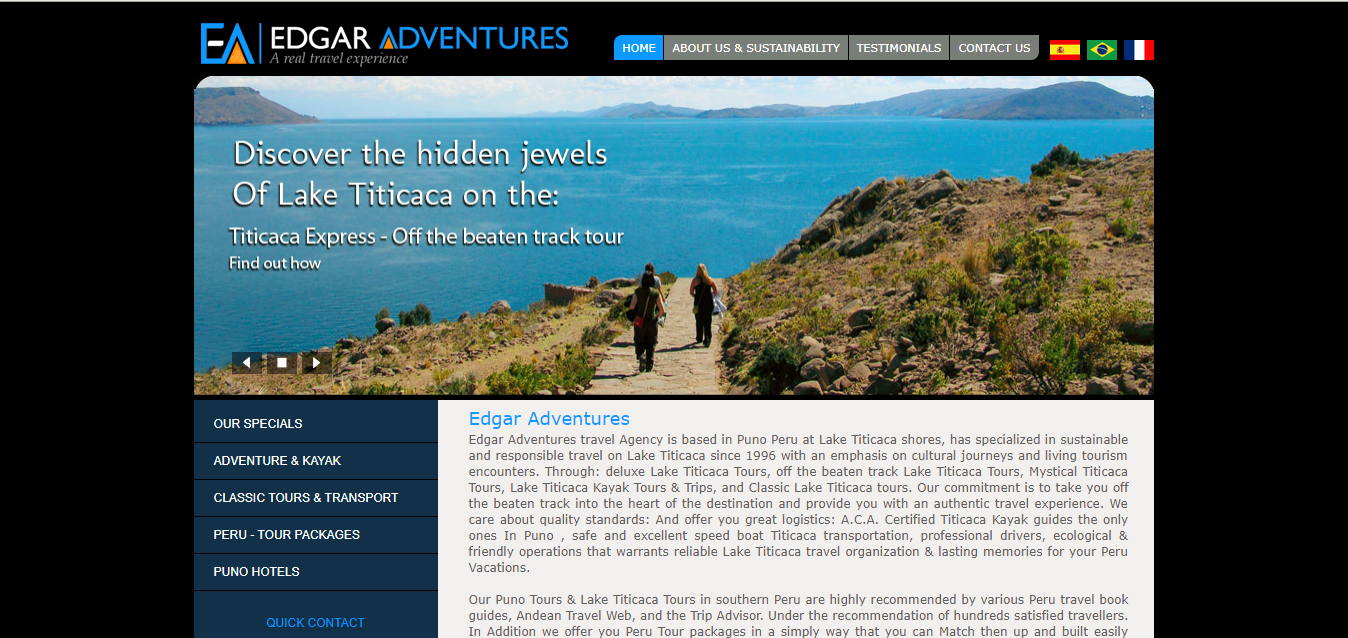 EA EDGAR ADVENTURES
A real travel experience
HOME ABOUT US & SUSTAINABILITY TESTIMONIALS CONTACT US
Discover the hidden jewels
Of Lake Titicaca on the:
Titicaca Express - Off the beaten track tour
Find out how
OUR SPECIALS
ADVENTURE & KAYAK
CLASSIC TOURS & TRANSPORT
PERU - TOUR PACKAGES
PUNO HOTELS
QUICK CONTACT
Edgar Adventures
Edgar Adventures travel Agency is based in Puno Peru at Lake Titicaca shores, has specialized in sustainable
and responsible travel on Lake Titicaca since 1996 with an emphasis on cultural journeys and living tourism
encounters. Through: deluxe Lake Titicaca Tours, off the beaten track Lake Titicaca Tours, Mystical Titicaca
Tours, Lake Titicaca Kayak Tours & Trips, and Classic Lake Titicaca tours. Our commitment is to take you off
the beaten track into the heart of the destination and provide you with an authentic travel experience. We
care about quality standards: And offer you great logistics: A.C.A. Certified Titicaca Kayak guides the only
ones In Puno , safe and excellent speed boat Titicaca transportation, professional drivers, ecological &
friendly operations that warrants reliable Lake Titicaca travel organization & lasting memories for your Peru
Vacations.
Our Puno Tours & Lake Titicaca Tours in southern Peru are highly recommended by various Peru travel book
guides, Andean Travel Web, and the Trip Advisor. Under the recommendation of hundreds satisfied travellers.
In Addition we offer you Peru Tour packages in a simply way that you can Match then up and built easily